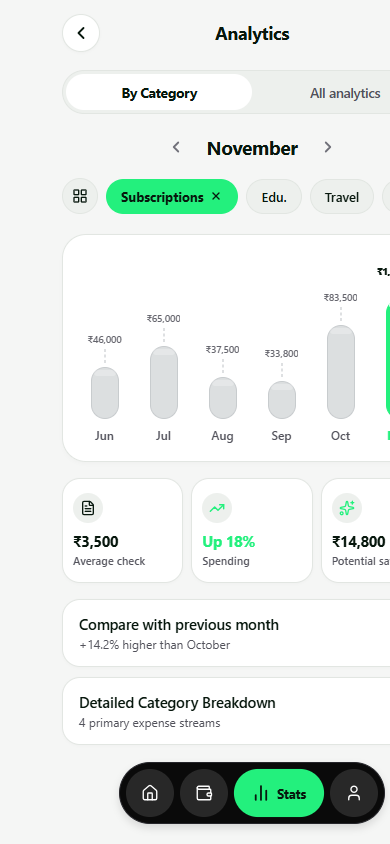 Analytics
By Category All analytics
November
Subscriptions × Edu. Travel
₹1,
₹83,500
₹65,000
₹46,000
₹37,500
₹33,800
Jun Jul Aug Sep Oct
₹3,500 Up 18% ₹14,800
Average check Spending Potential sa
Compare with previous month
+14.2% higher than October
Detailed Category Breakdown
4 primary expense streams
Stats